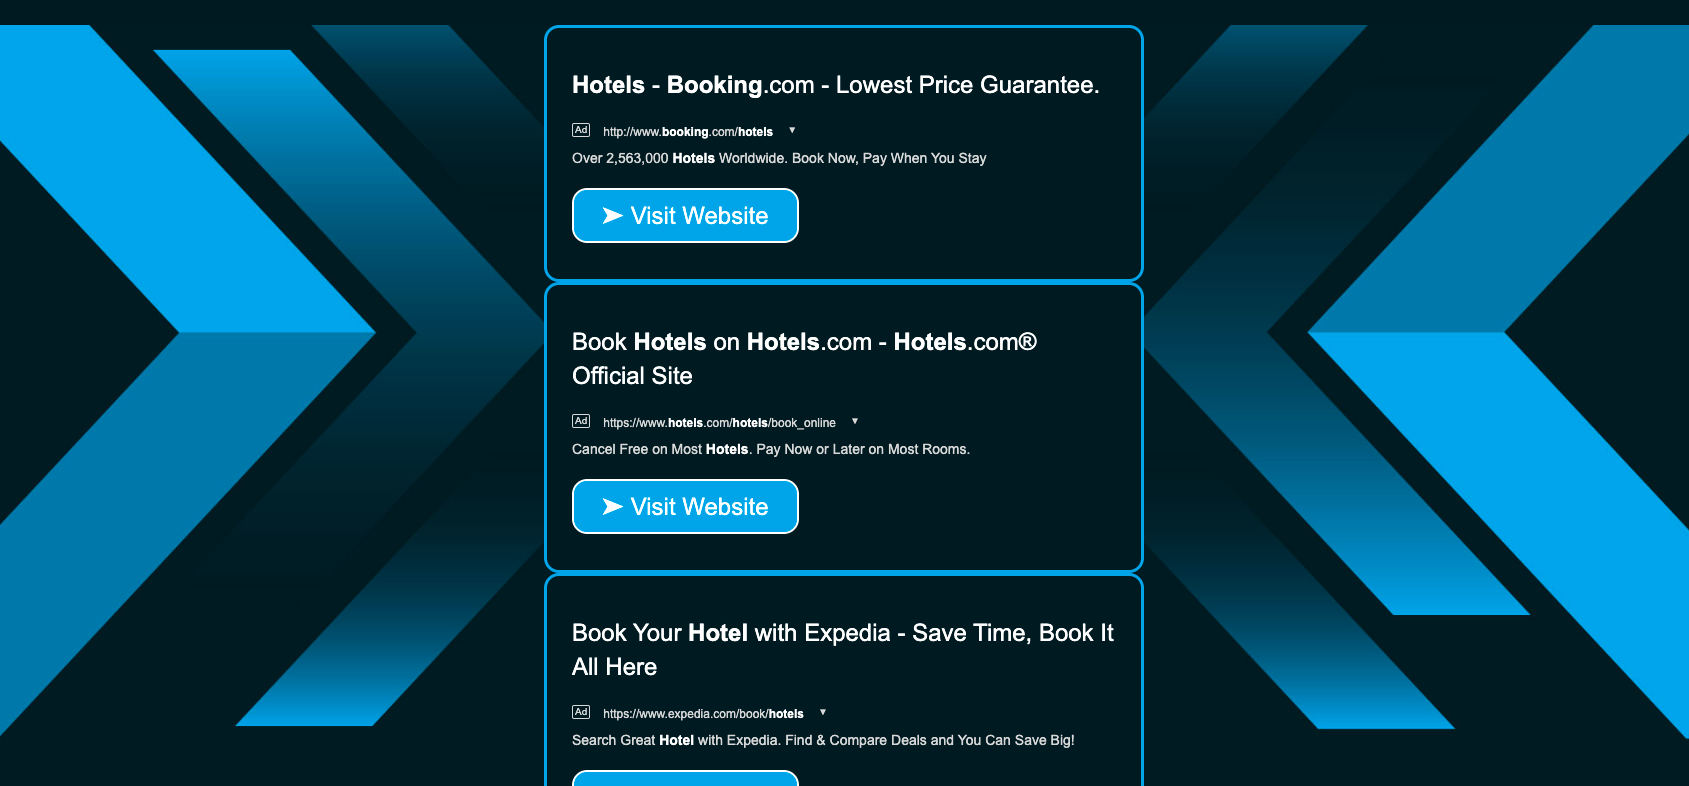 Hotels - Booking.com - Lowest Price Guarantee.
Ad http://www.booking.com/hotels ▼
Over 2,563,000 Hotels Worldwide. Book Now, Pay When You Stay
➤ Visit Website
Book Hotels on Hotels.com - Hotels.com®
Official Site
Ad https://www.hotels.com/hotels/book_online ▼
Cancel Free on Most Hotels. Pay Now or Later on Most Rooms.
➤ Visit Website
Book Your Hotel with Expedia - Save Time, Book It
All Here
Ad https://www.expedia.com/book/hotels ▼
Search Great Hotel with Expedia. Find & Compare Deals and You Can Save Big!